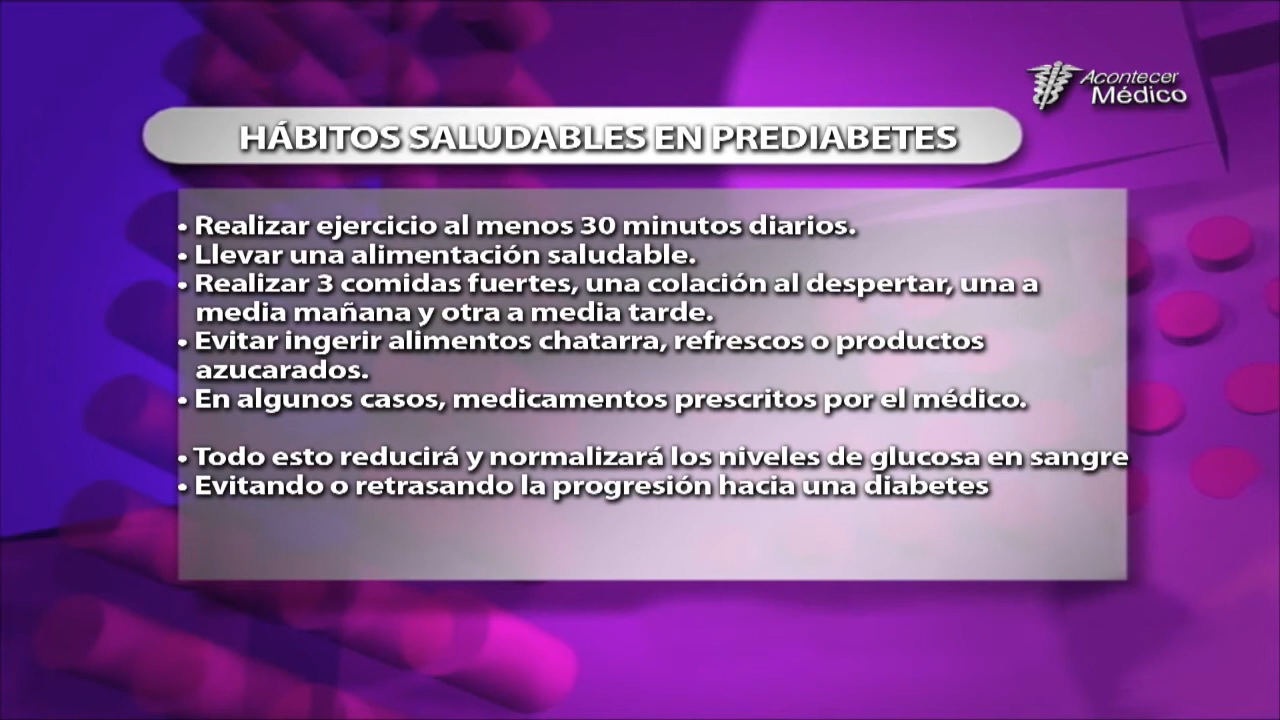 Acontecer
Médico
HÁBITOS SALUDABLES EN PREDIABETES
• Realizar ejercicio al menos 30 minutos diarios.
• Llevar una alimentación saludable.
• Realizar 3 comidas fuertes, una colación al despertar, una a
media mañana y otra a media tarde.
• Evitar ingerir alimentos chatarra, refrescos o productos
azucarados.
• En algunos casos, medicamentos prescritos por el médico.
• Todo esto reducirá y normalizará los niveles de glucosa en sangre
• Evitando o retrasando la progresión hacia una diabetes